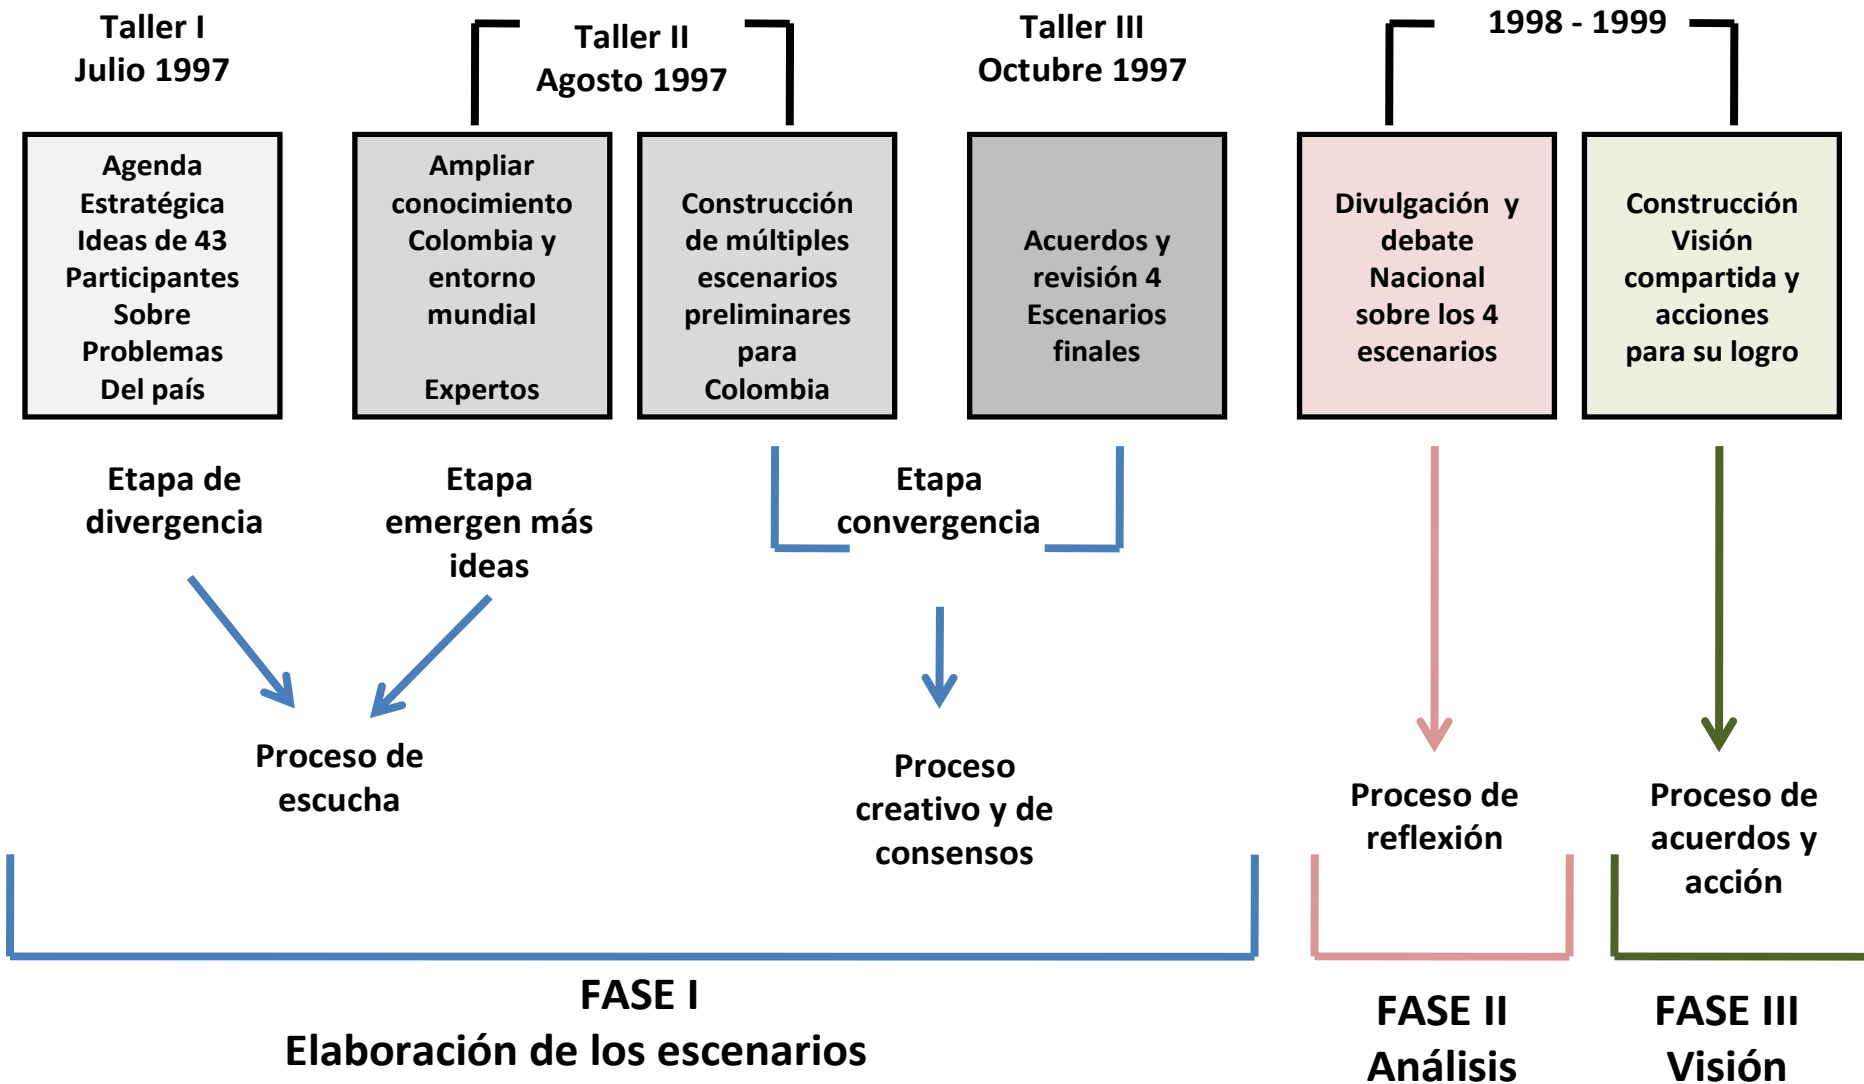 Taller I
Julio 1997
Taller II
Agosto 1997
Taller III
Octubre 1997
1998 - 1999
Agenda
Estratégica
Ideas de 43
Participantes
Sobre
Problemas
Del país
Ampliar
conocimiento
Colombia y
entorno
mundial
Expertos
Construcción
de múltiples
escenarios
preliminares
para
Colombia
Acuerdos y
revisión 4
Escenarios
finales
Divulgación y
debate
Nacional
sobre los 4
escenarios
Construcción
Visión
compartida y
acciones
para su logro
Etapa de
divergencia
Etapa
emergen más
ideas
Etapa
convergencia
Proceso de
escucha
Proceso
creativo y de
consensos
Proceso de
reflexión
Proceso de
acuerdos y
acción
FASE I
Elaboración de los escenarios
FASE II
Análisis
FASE III
Visión